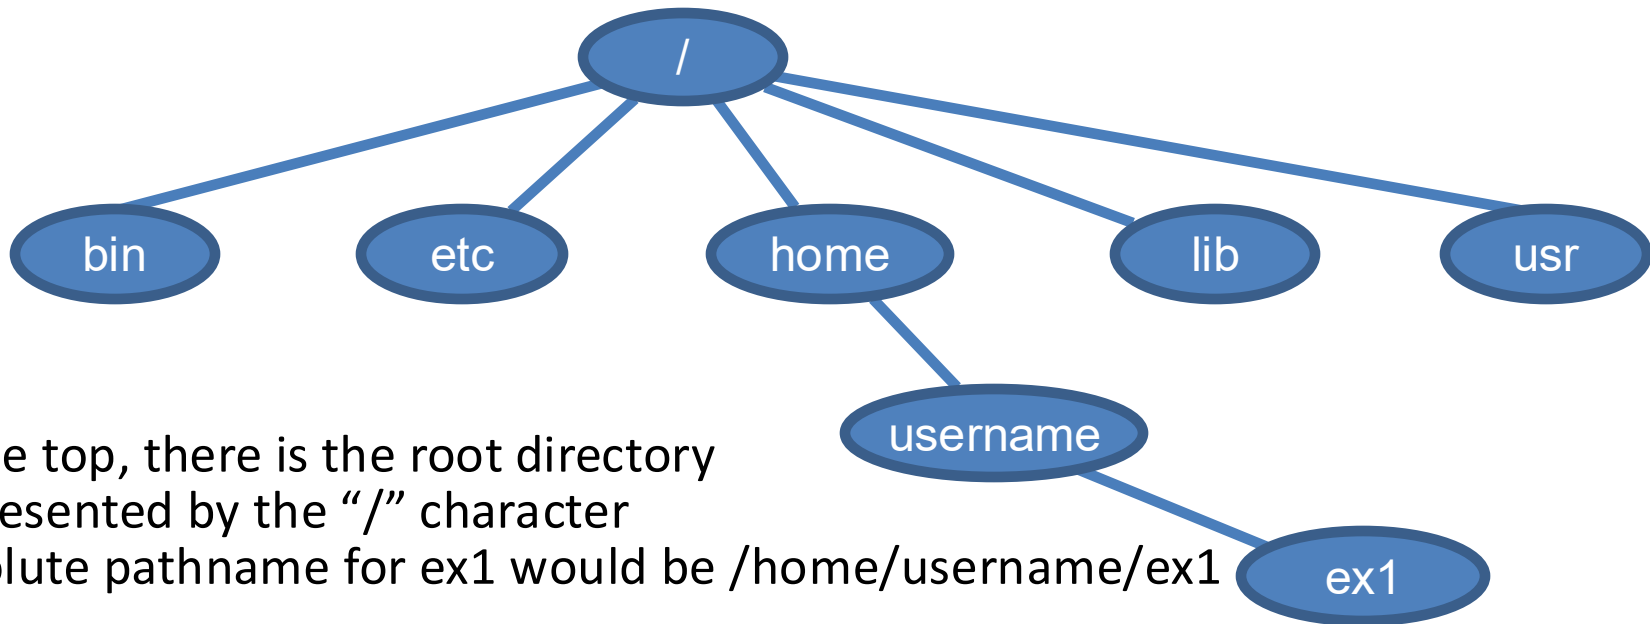 /
bin etc home lib usr
username
e top, there is the root directory
esented by the “/” character
olute pathname for ex1 would be /home/username/ex1
ex1